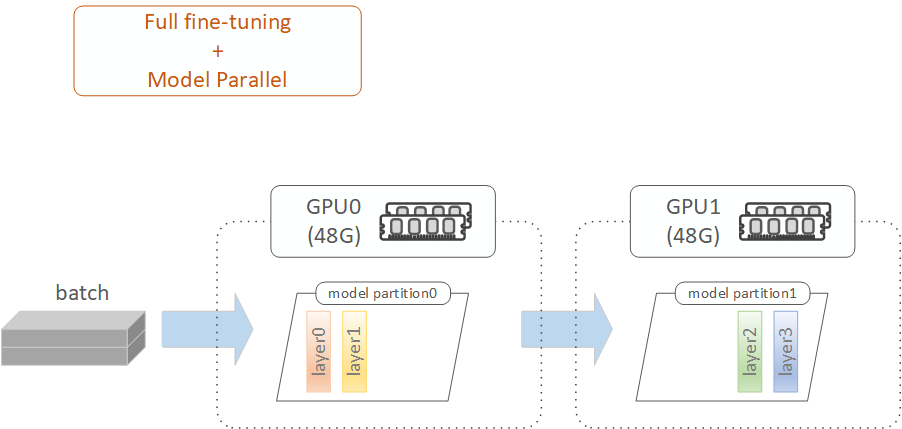 Full fine-tuning
+
Model Parallel
GPU0
(48G)
GPU1
(48G)
batch
model partition0
model partition1
layer0
layer1
layer2
layer3